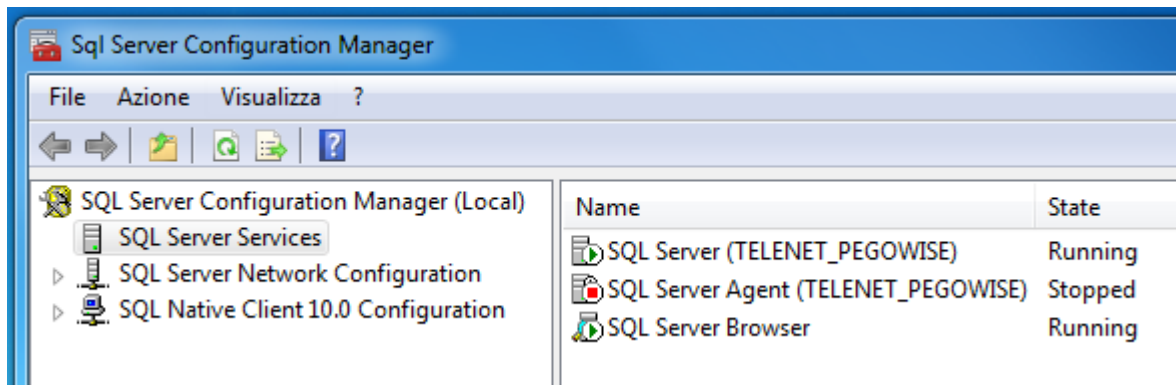 Sql Server Configuration Manager
File Azione Visualizza ?
SQL Server Configuration Manager (Local)
SQL Server Services
SQL Server Network Configuration
SQL Native Client 10.0 Configuration
Name State
SQL Server (TELENET_PEGOWISE) Running
SQL Server Agent (TELENET_PEGOWISE) Stopped
SQL Server Browser Running